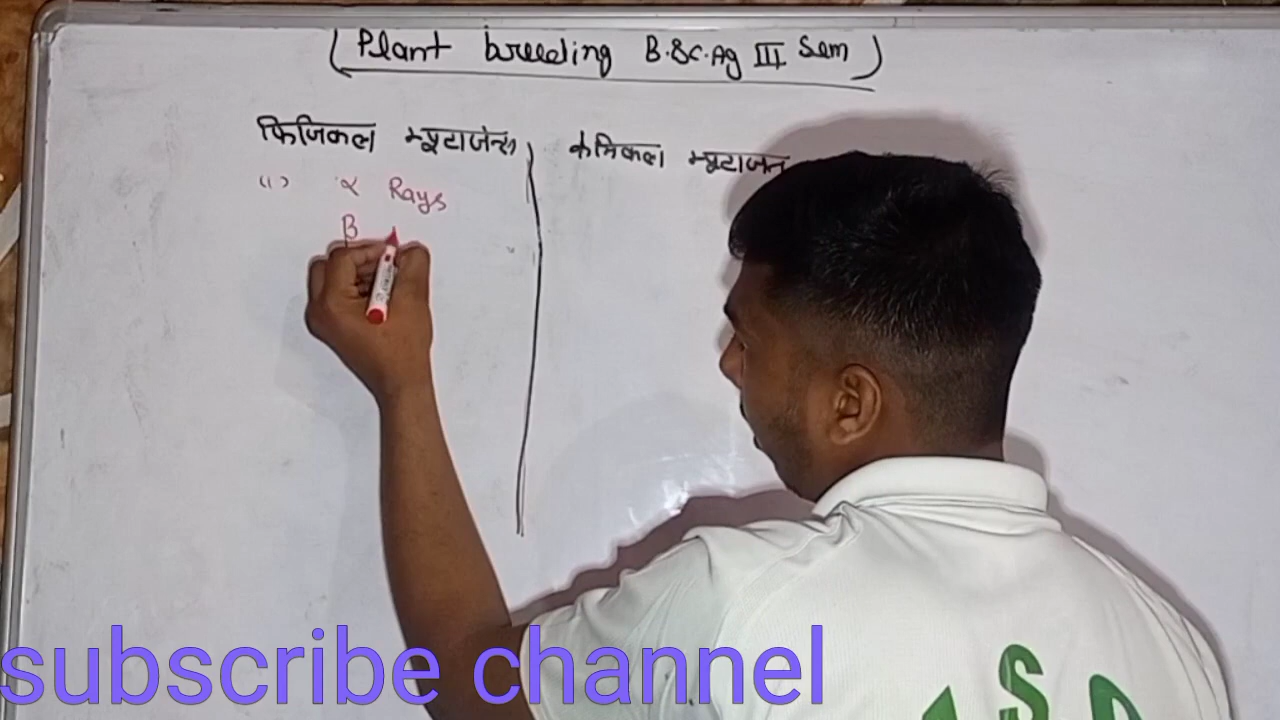 (Plant breeding B.Sc.Ag III Sem)
फिजिकल म्यूटाजेन्स केमिकल म्यूटाजन
(1) α Rays
β
subscribe channel